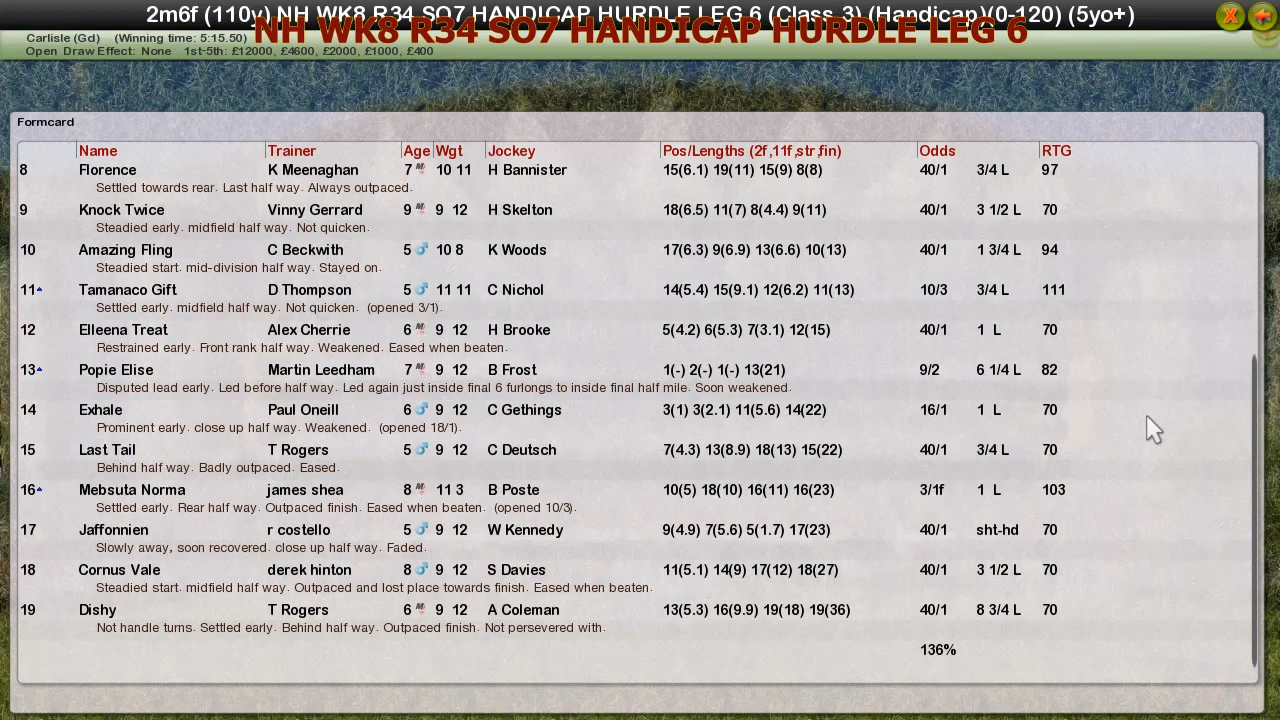 2m6f (110y) NH WK8 R34 SO7 HANDICAP HURDLE LEG 6 (Class 3) (Handicap)(0-120) (5yo+)
NH WK8 R34 SO7 HANDICAP HURDLE LEG 6
Carlisle (Gd) (Winning time: 5:15.50)
Open Draw Effect: None 1st-5th: £12000, £4600, £2000, £1000, £400
Formcard
Name Trainer Age Wgt Jockey Pos/Lengths (2f,11f,str,fin) Odds RTG
8 Florence K Meenaghan 7 10 11 H Bannister 15(6.1) 19(11) 15(9) 8(8) 40/1 3/4 L 97
Settled towards rear. Last half way. Always outpaced.
9 Knock Twice Vinny Gerrard 9 9 12 H Skelton 18(6.5) 11(7) 8(4.4) 9(11) 40/1 3 1/2 L 70
Steadied early. midfield half way. Not quicken.
10 Amazing Fling C Beckwith 5 10 8 K Woods 17(6.3) 9(6.9) 13(6.6) 10(13) 40/1 1 3/4 L 94
Steadied start. mid-division half way. Stayed on.
11 Tamanaco Gift D Thompson 5 11 11 C Nichol 14(5.4) 15(9.1) 12(6.2) 11(13) 10/3 3/4 L 111
Settled early. midfield half way. Not quicken. (opened 3/1).
12 Elleena Treat Alex Cherrie 6 9 12 H Brooke 5(4.2) 6(5.3) 7(3.1) 12(15) 40/1 1 L 70
Restrained early. Front rank half way. Weakened. Eased when beaten.
13 Popie Elise Martin Leedham 7 9 12 B Frost 1(-) 2(-) 1(-) 13(21) 9/2 6 1/4 L 82
Disputed lead early. Led before half way. Led again just inside final 6 furlongs to inside final half mile. Soon weakened.
14 Exhale Paul Oneill 6 9 12 C Gethings 3(1) 3(2.1) 11(5.6) 14(22) 16/1 1 L 70
Prominent early. close up half way. Weakened. (opened 18/1).
15 Last Tail T Rogers 5 9 12 C Deutsch 7(4.3) 13(8.9) 18(13) 15(22) 40/1 3/4 L 70
Behind half way. Badly outpaced. Eased.
16 Mebsuta Norma james shea 8 11 3 B Poste 10(5) 18(10) 16(11) 16(23) 3/1f 1 L 103
Settled early. Rear half way. Outpaced finish. Eased when beaten. (opened 10/3).
17 Jaffonnien r costello 5 9 12 W Kennedy 9(4.9) 7(5.6) 5(1.7) 17(23) 40/1 sht-hd 70
Slowly away, soon recovered. close up half way. Faded.
18 Cornus Vale derek hinton 8 9 12 S Davies 11(5.1) 14(9) 17(12) 18(27) 40/1 3 1/2 L 70
Steadied start. midfield half way. Outpaced and lost place towards finish. Eased when beaten.
19 Dishy T Rogers 6 9 12 A Coleman 13(5.3) 16(9.9) 19(18) 19(36) 40/1 8 3/4 L 70
Not handle turns. Settled early. Behind half way. Outpaced finish. Not persevered with.
136%